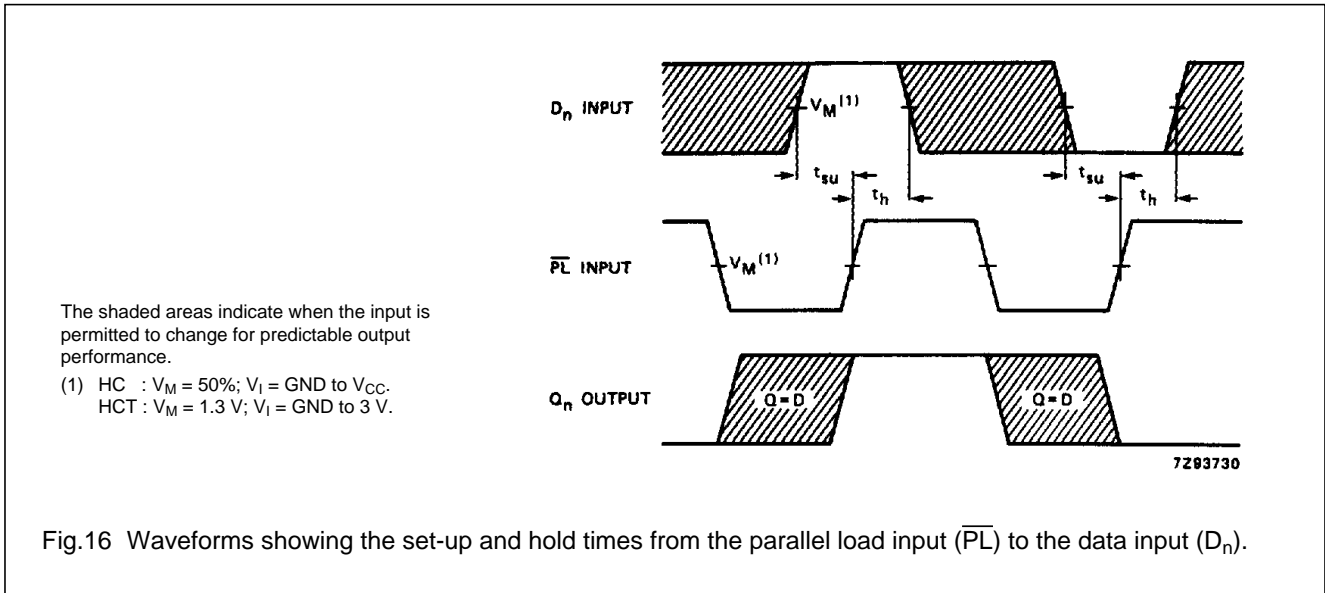 Dn INPUT
VM(1)
tsu
th
tsu
th
PL INPUT
VM(1)
The shaded areas indicate when the input is
permitted to change for predictable output
performance.
(1) HC : VM = 50%; VI = GND to VCC.
HCT : VM = 1.3 V; VI = GND to 3 V.
Qn OUTPUT
Q = D
Q = D
7Z93730
Fig.16 Waveforms showing the set-up and hold times from the parallel load input (PL) to the data input (Dn).